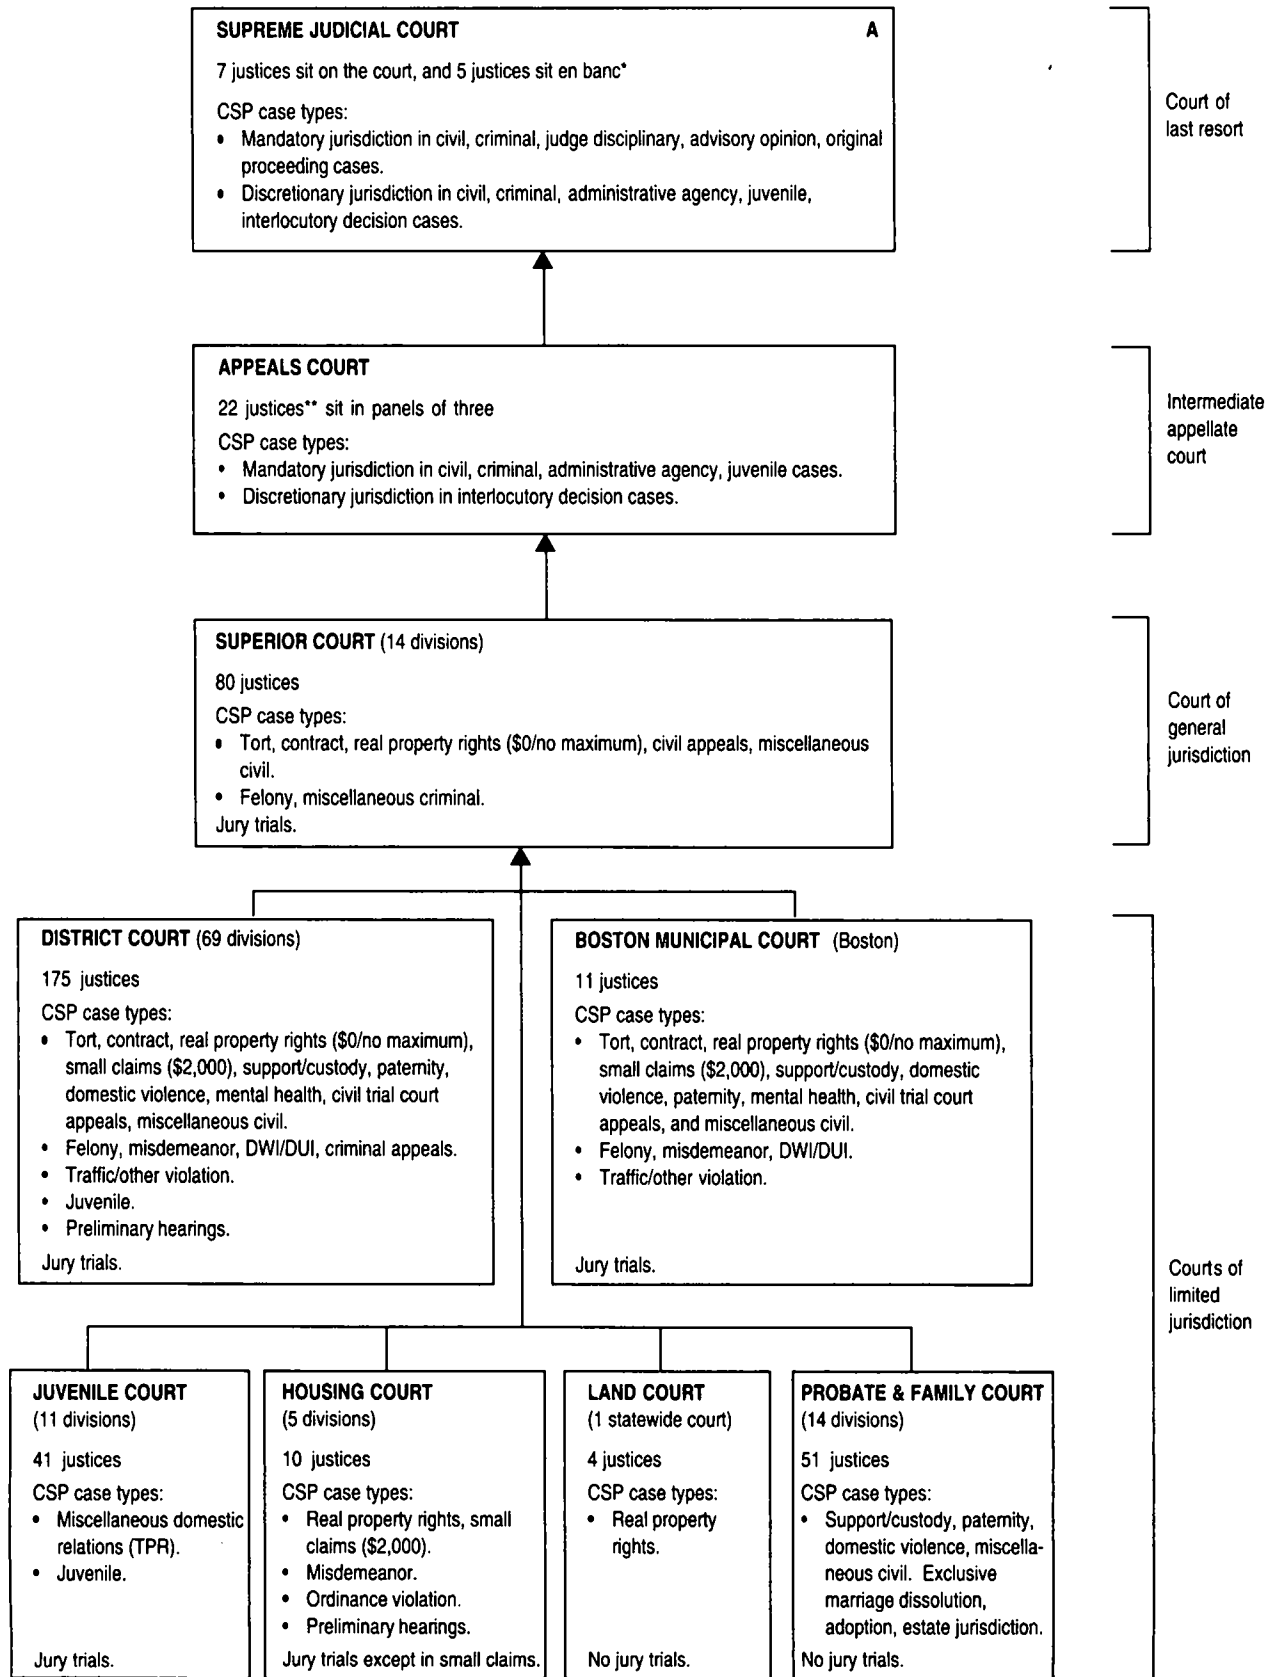 SUPREME JUDICIAL COURT A
7 justices sit on the court, and 5 justices sit en banc*
CSP case types:
• Mandatory jurisdiction in civil, criminal, judge disciplinary, advisory opinion, original
proceeding cases.
• Discretionary jurisdiction in civil, criminal, administrative agency, juvenile,
interlocutory decision cases.
Court of
last resort
APPEALS COURT
22 justices** sit in panels of three
CSP case types:
• Mandatory jurisdiction in civil, criminal, administrative agency, juvenile cases.
• Discretionary jurisdiction in interlocutory decision cases.
Intermediate
appellate
court
SUPERIOR COURT (14 divisions)
80 justices
CSP case types:
• Tort, contract, real property rights ($0/no maximum), civil appeals, miscellaneous
civil.
• Felony, miscellaneous criminal.
Jury trials.
Court of
general
jurisdiction
DISTRICT COURT (69 divisions)
175 justices
CSP case types:
• Tort, contract, real property rights ($0/no maximum),
small claims ($2,000), support/custody, paternity,
domestic violence, mental health, civil trial court
appeals, miscellaneous civil.
• Felony, misdemeanor, DWI/DUI, criminal appeals.
• Traffic/other violation.
• Juvenile.
• Preliminary hearings.
Jury trials.
BOSTON MUNICIPAL COURT (Boston)
11 justices
CSP case types:
• Tort, contract, real property rights ($0/no maximum),
small claims ($2,000), support/custody, domestic
violence, paternity, mental health, civil trial court
appeals, and miscellaneous civil.
• Felony, misdemeanor, DWI/DUI.
• Traffic/other violation.
Jury trials.
Courts of
limited
jurisdiction
JUVENILE COURT
(11 divisions)
41 justices
CSP case types:
• Miscellaneous domestic
relations (TPR).
• Juvenile.
Jury trials.
HOUSING COURT
(5 divisions)
10 justices
CSP case types:
• Real property rights, small
claims ($2,000).
• Misdemeanor.
• Ordinance violation.
• Preliminary hearings.
Jury trials except in small claims.
LAND COURT
(1 statewide court)
4 justices
CSP case types:
• Real property
rights.
No jury trials.
PROBATE & FAMILY COURT
(14 divisions)
51 justices
CSP case types:
• Support/custody, paternity,
domestic violence, miscella-
neous civil. Exclusive
marriage dissolution,
adoption, estate jurisdiction.
No jury trials.